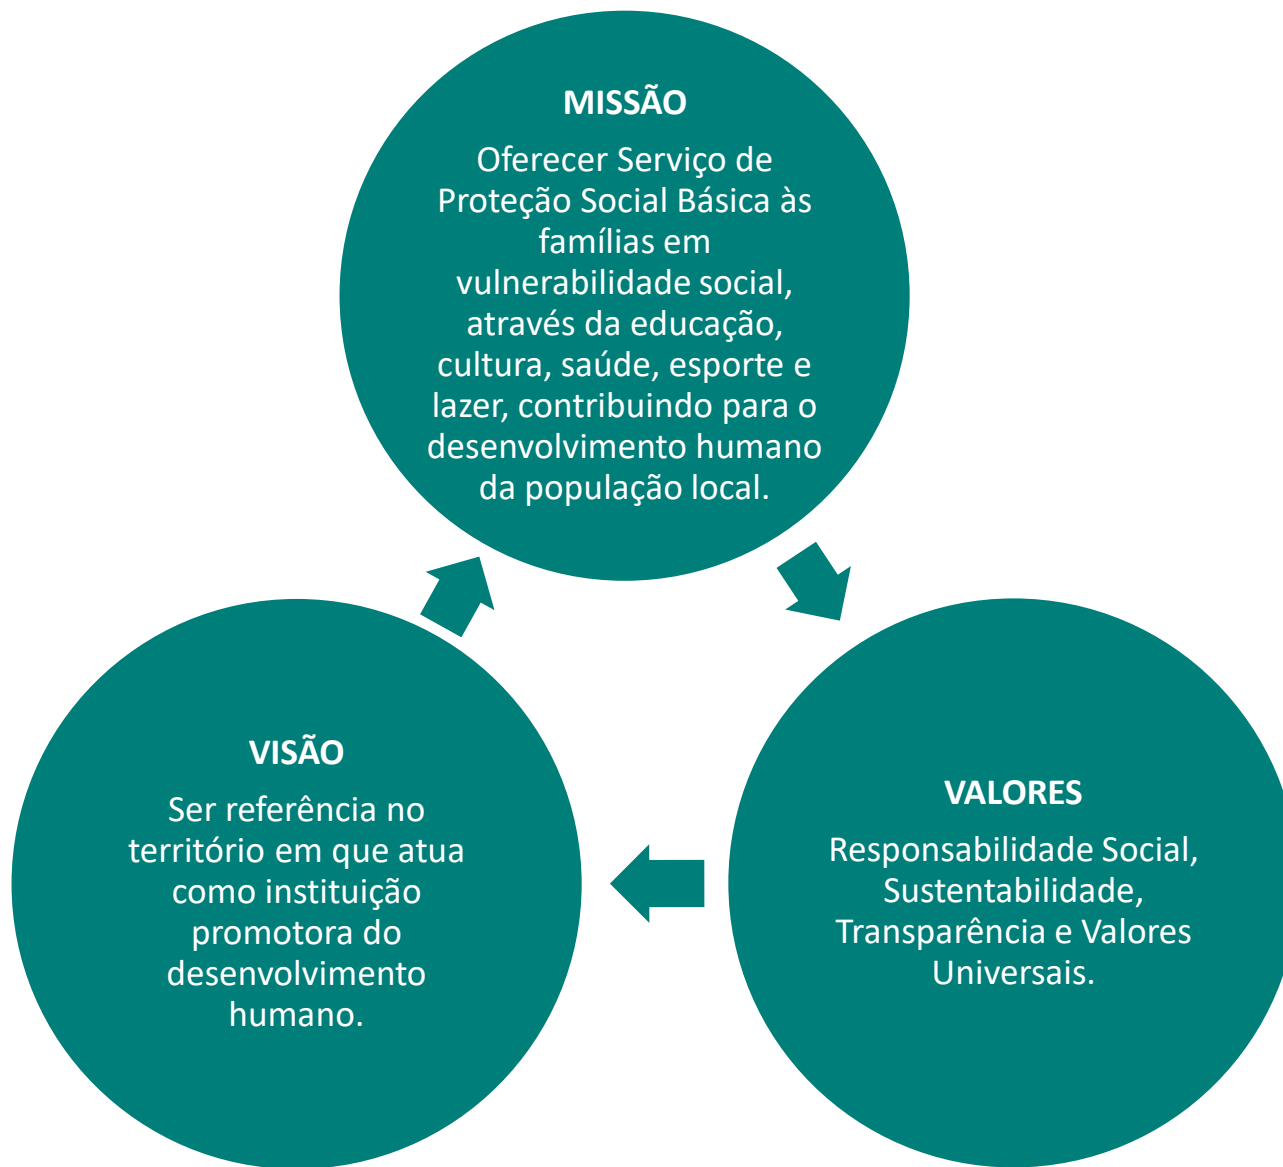 MISSÃO
Oferecer Serviço de
Proteção Social Básica às
famílias em
vulnerabilidade social,
através da educação,
cultura, saúde, esporte e
lazer, contribuindo para o
desenvolvimento humano
da população local.
VISÃO
Ser referência no
território em que atua
como instituição
promotora do
desenvolvimento
humano.
VALORES
Responsabilidade Social,
Sustentabilidade,
Transparência e Valores
Universais.